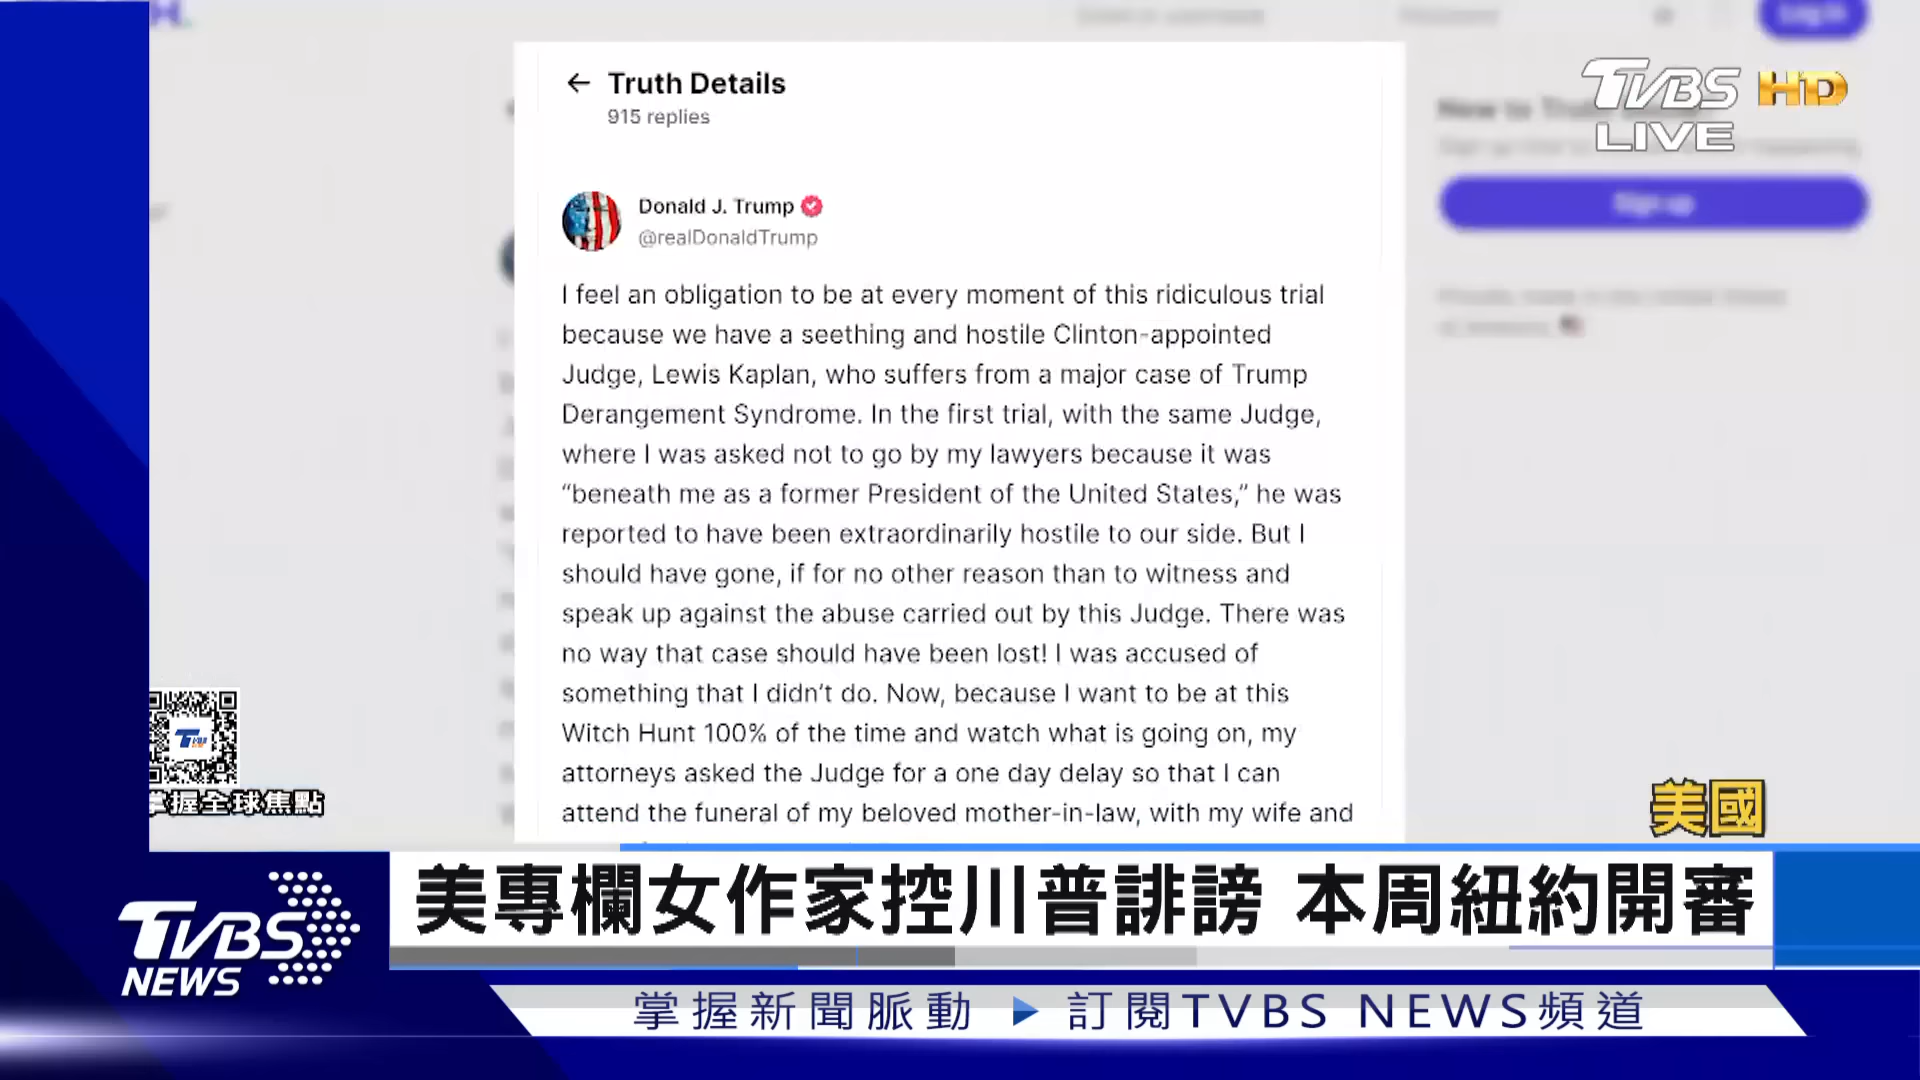 Truth Details
915 replies
Donald J. Trump
@realDonaldTrump
I feel an obligation to be at every moment of this ridiculous trial
because we have a seething and hostile Clinton-appointed
Judge, Lewis Kaplan, who suffers from a major case of Trump
Derangement Syndrome. In the first trial, with the same Judge,
where I was asked not to go by my lawyers because it was
“beneath me as a former President of the United States,” he was
reported to have been extraordinarily hostile to our side. But I
should have gone, if for no other reason than to witness and
speak up against the abuse carried out by this Judge. There was
no way that case should have been lost! I was accused of
something that I didn’t do. Now, because I want to be at this
Witch Hunt 100% of the time and watch what is going on, my
attorneys asked the Judge for a one day delay so that I can
attend the funeral of my beloved mother-in-law, with my wife and
TVBS HD
LIVE
Log in
Sign up
掌握全球焦點
美國
美專欄女作家控川普誹謗 本周紐約開審
TVBS
NEWS
掌握新聞脈動 ▶ 訂閱TVBS NEWS頻道